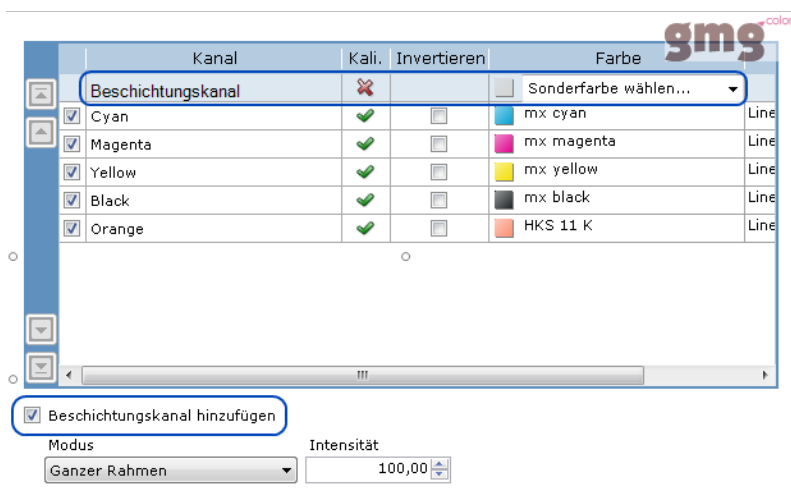 gmg color
Kanal Kali. Invertieren Farbe
Beschichtungskanal Sonderfarbe wählen...
Cyan mx cyan Line
Magenta mx magenta Line
Yellow mx yellow Line
Black mx black Line
Orange HKS 11 K Line
Beschichtungskanal hinzufügen
Modus Intensität
Ganzer Rahmen 100,00